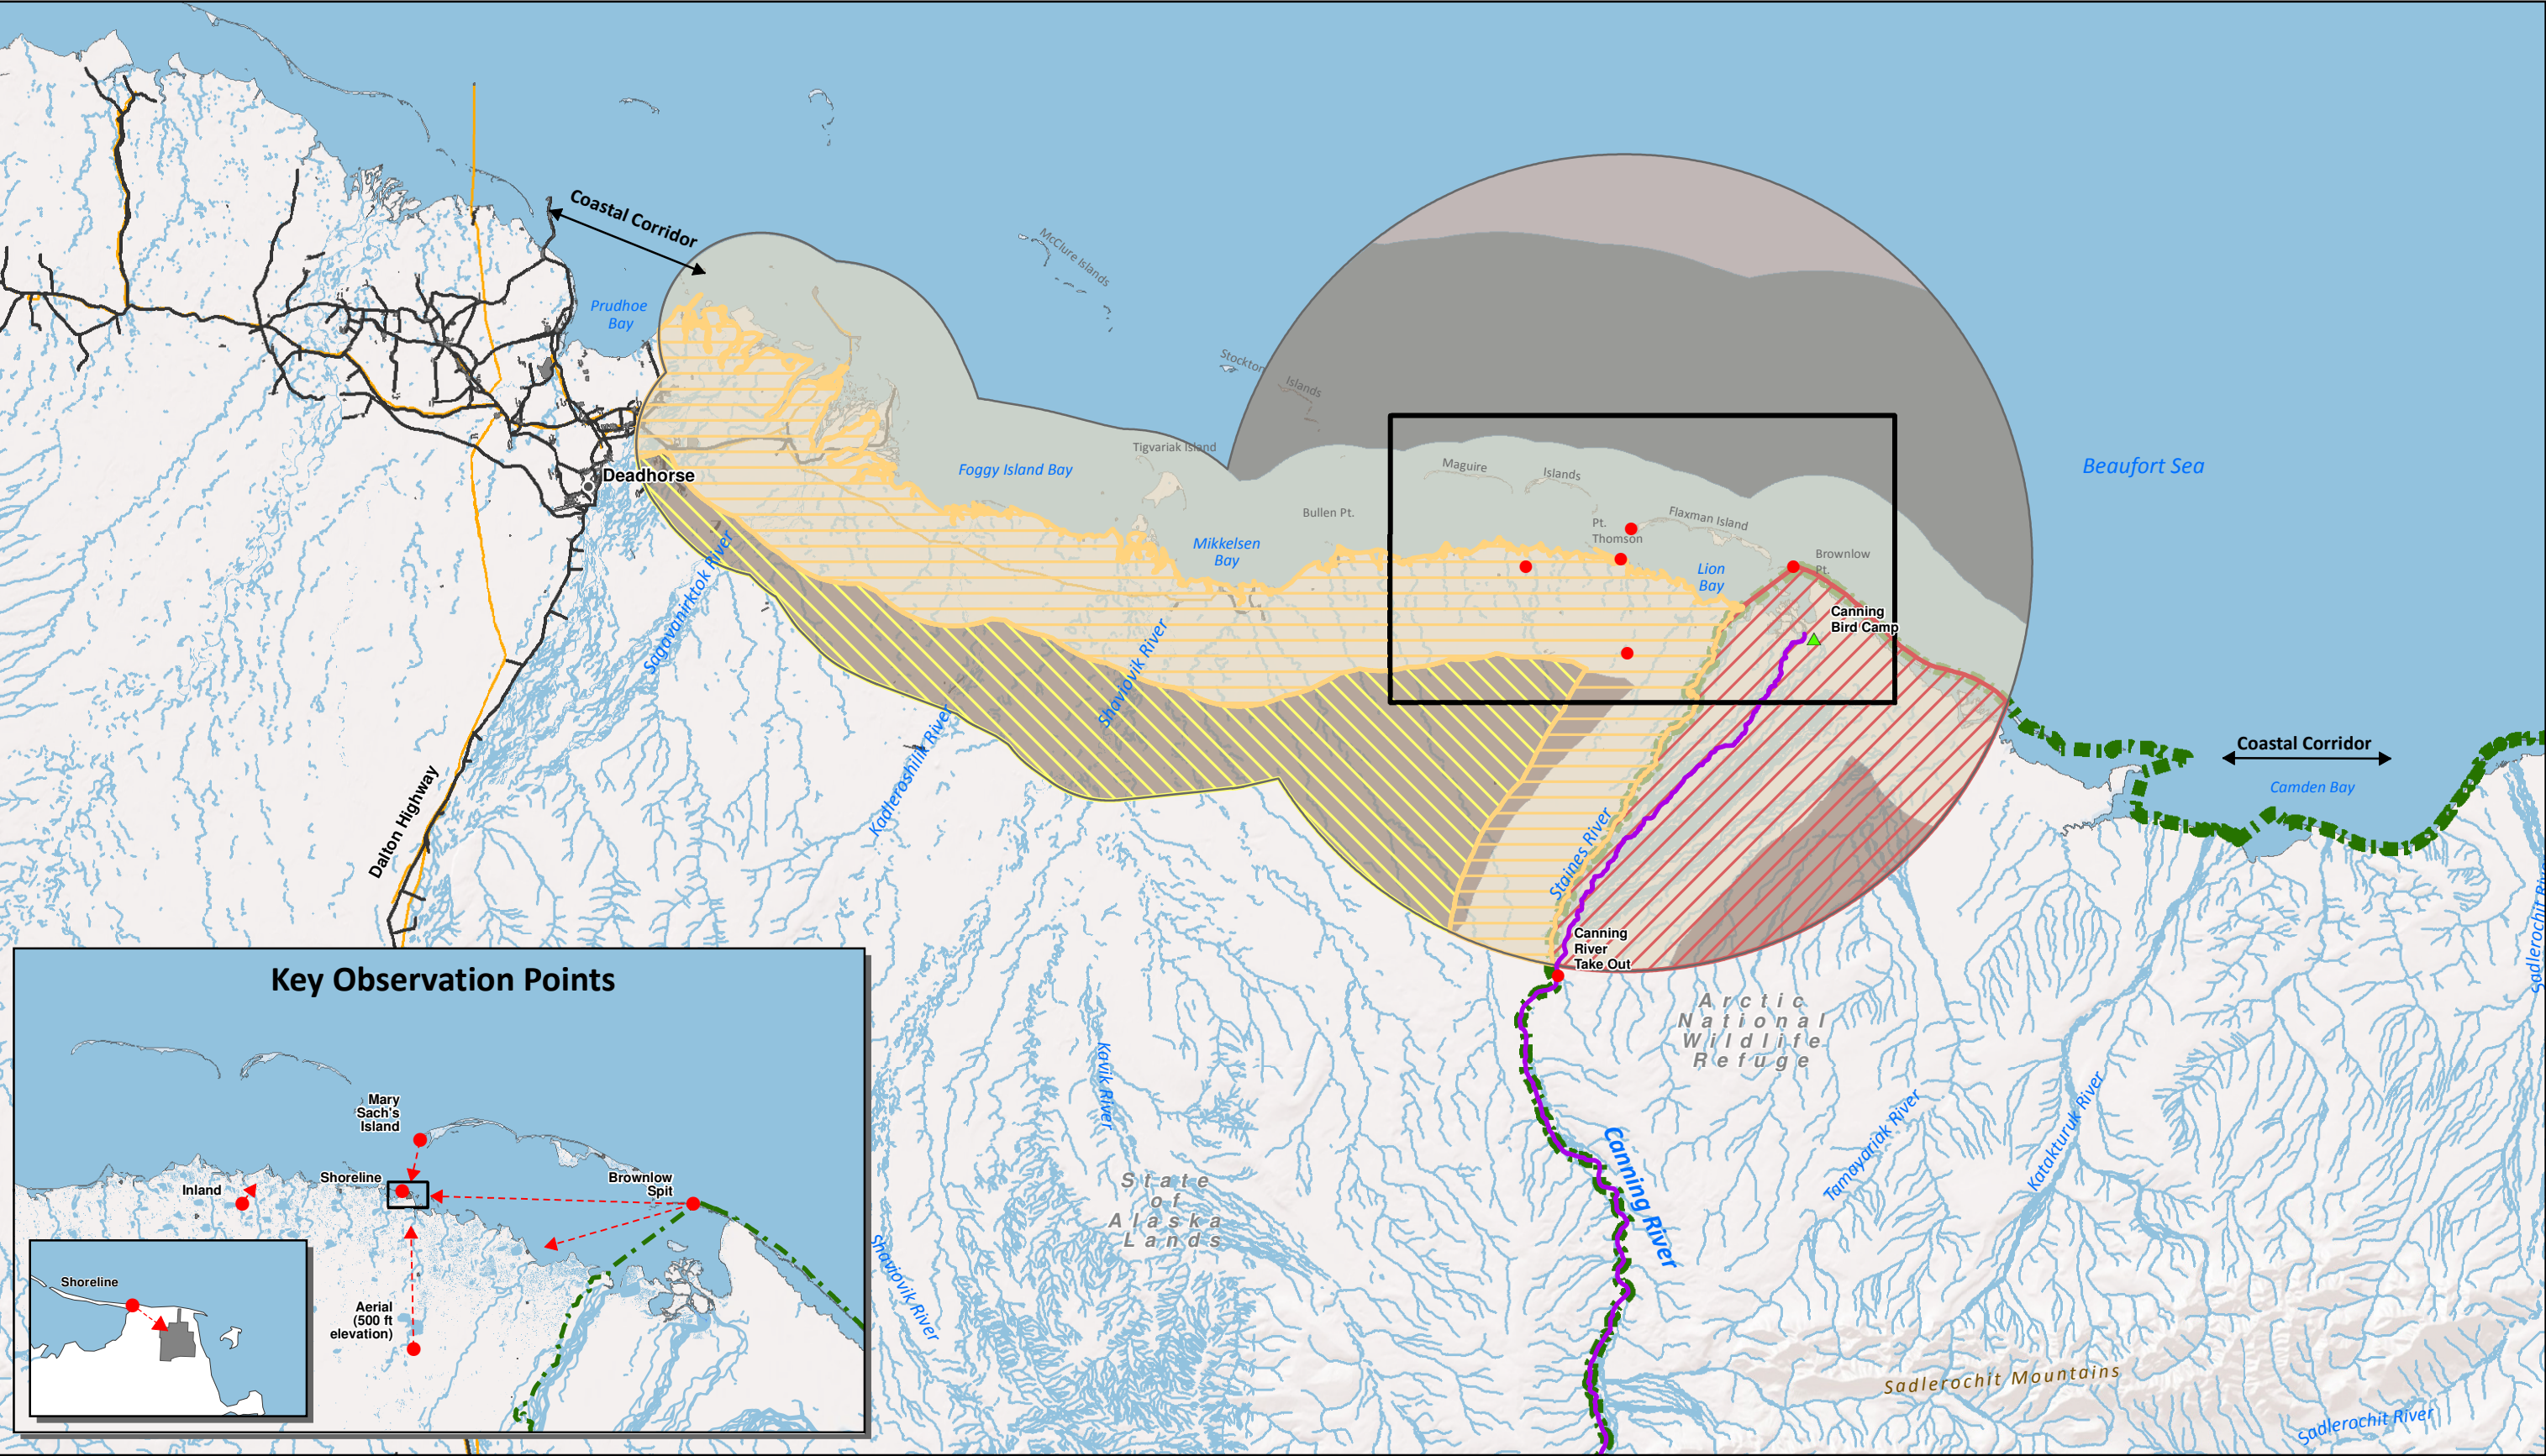 Coastal Corridor
McClure Islands
Prudhoe
Bay
Stockton
Islands
Beaufort Sea
Deadhorse
Foggy Island Bay
Tigvariak Island
Maguire
Islands
Bullen Pt.
Pt.
Thomson
Flaxman Island
Mikkelsen
Bay
Lion
Bay
Brownlow
Pt.
Canning
Bird Camp
Sagavanirktok River
Shaviovik River
Kadleroshilik River
Dalton Highway
Staines River
Coastal Corridor
Camden Bay
Canning
River
Take Out
Arctic
National
Wildlife
Refuge
Kavik River
Canning River
Tamayariak River
Katakturuk River
Sadlerochit River
State
of
Alaska
Lands
Shaviovik River
Sadlerochit Mountains
Sadlerochit River
Key Observation Points
Mary
Sach's
Island
Shoreline
Inland
Brownlow
Spit
Aerial
(500 ft
elevation)
Shoreline